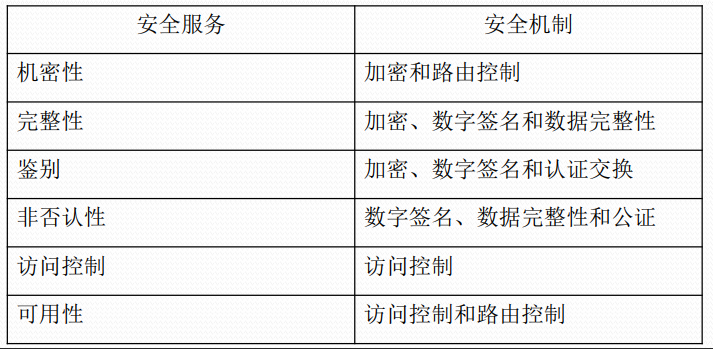 安全服务 安全机制
机密性 加密和路由控制
完整性 加密、数字签名和数据完整性
鉴别 加密、数字签名和认证交换
非否认性 数字签名、数据完整性和公证
访问控制 访问控制
可用性 访问控制和路由控制